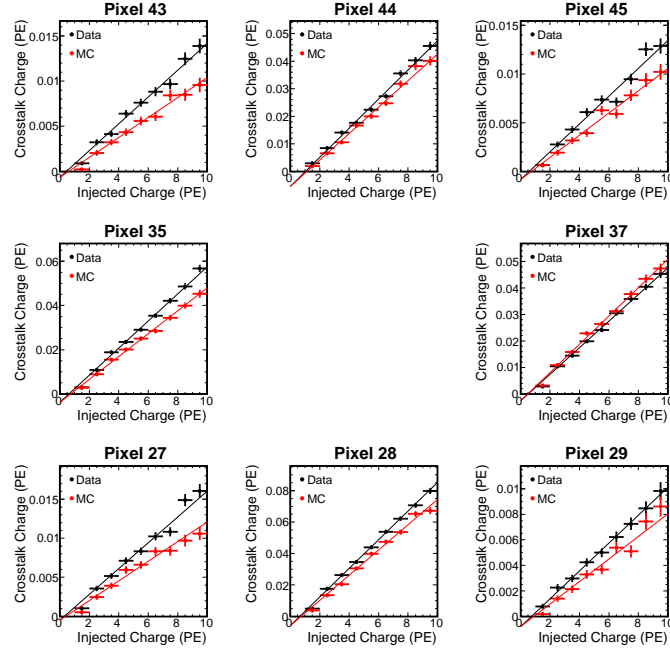 Pixel 43
Crosstalk Charge (PE)
0.015
0.01
0.005
0
Data
MC
0 2 4 6 8 10
Injected Charge (PE)
Pixel 44
Crosstalk Charge (PE)
0.05
0.04
0.03
0.02
0.01
0
Data
MC
0 2 4 6 8 10
Injected Charge (PE)
Pixel 45
Crosstalk Charge (PE)
0.015
0.01
0.005
0
Data
MC
0 2 4 6 8 10
Injected Charge (PE)
Pixel 35
Crosstalk Charge (PE)
0.06
0.04
0.02
0
Data
MC
0 2 4 6 8 10
Injected Charge (PE)
Pixel 37
Crosstalk Charge (PE)
0.05
0.04
0.03
0.02
0.01
0
Data
MC
0 2 4 6 8 10
Injected Charge (PE)
Pixel 27
Crosstalk Charge (PE)
0.015
0.01
0.005
0
Data
MC
0 2 4 6 8 10
Injected Charge (PE)
Pixel 28
Crosstalk Charge (PE)
0.08
0.06
0.04
0.02
0
Data
MC
0 2 4 6 8 10
Injected Charge (PE)
Pixel 29
Crosstalk Charge (PE)
0.01
0.008
0.006
0.004
0.002
0
Data
MC
0 2 4 6 8 10
Injected Charge (PE)